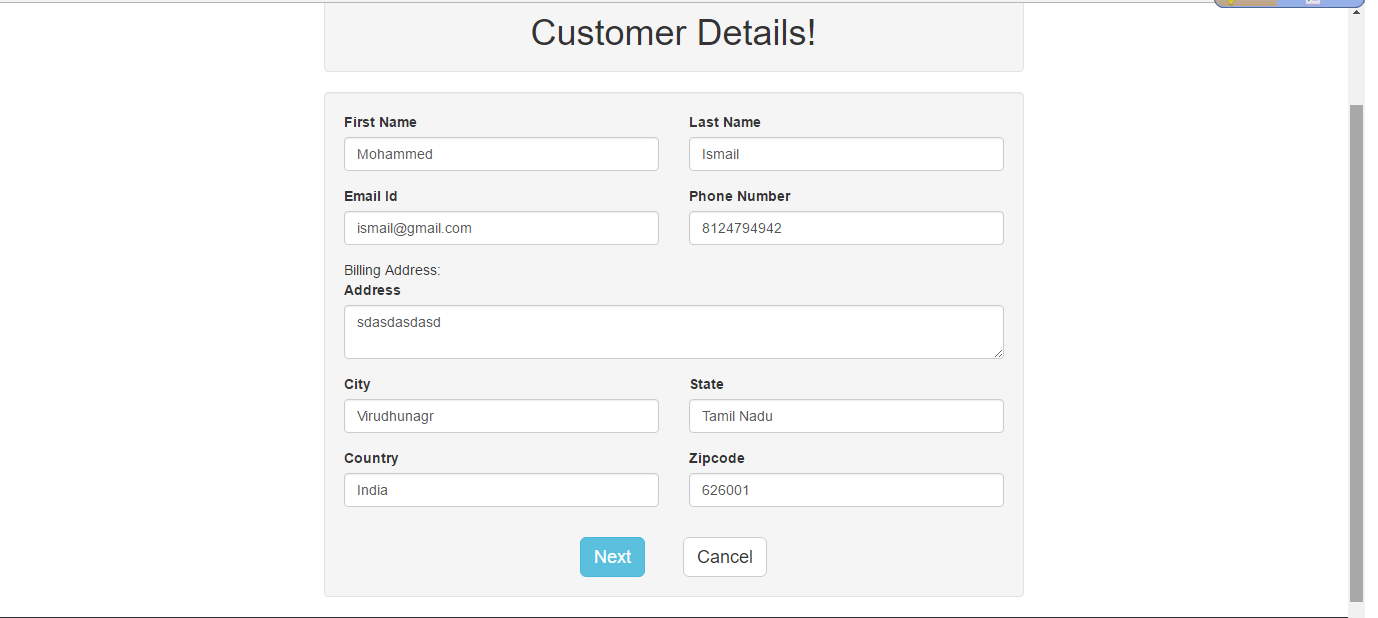 Customer Details!
First Name Last Name
Mohammed Ismail
Email Id Phone Number
ismail@gmail.com 8124794942
Billing Address:
Address
sdasdasdasd
City State
Virudhunagr Tamil Nadu
Country Zipcode
India 626001
Next Cancel